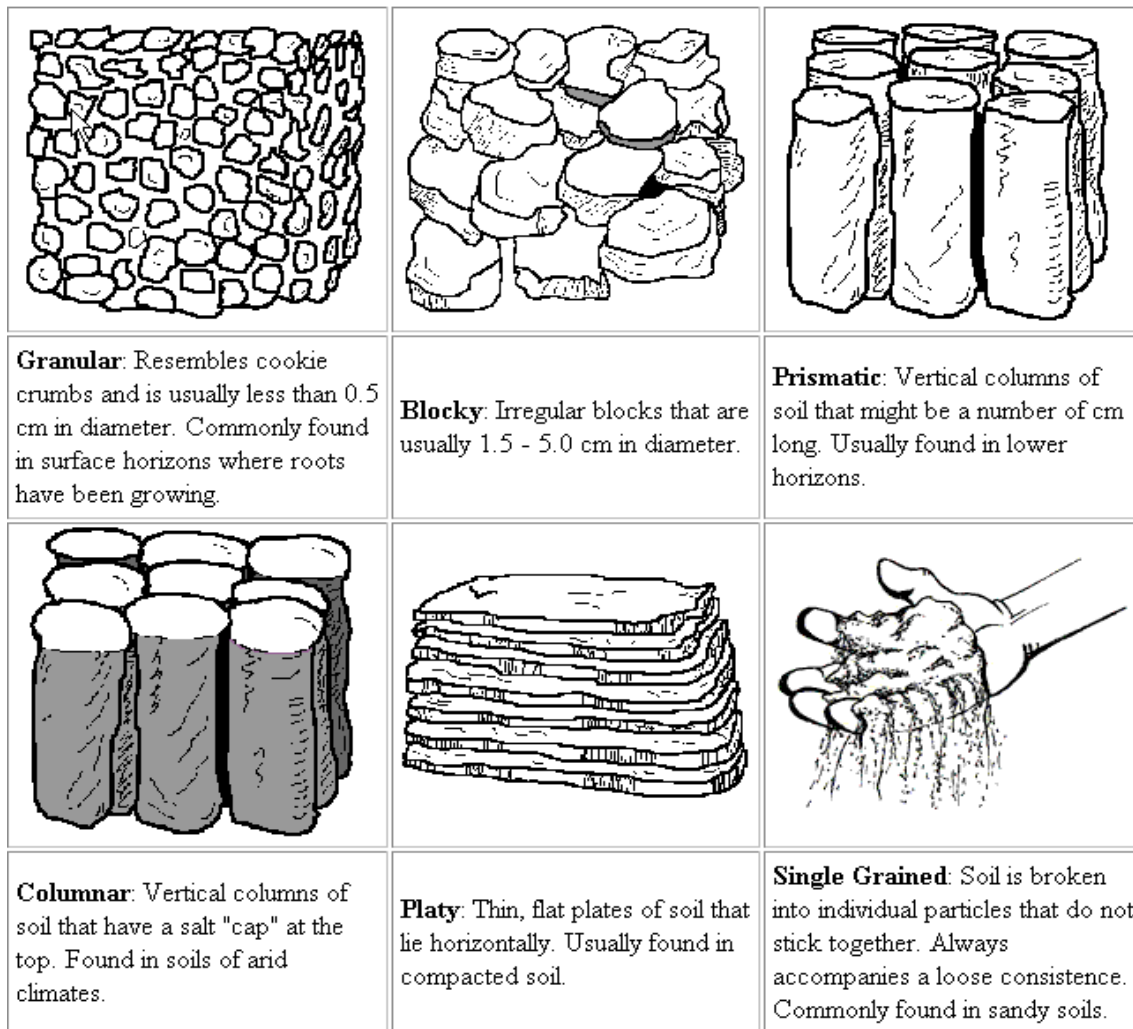 Granular: Resembles cookie
crumbs and is usually less than 0.5
cm in diameter. Commonly found
in surface horizons where roots
have been growing.
Blocky: Irregular blocks that are
usually 1.5 - 5.0 cm in diameter.
Prismatic: Vertical columns of
soil that might be a number of cm
long. Usually found in lower
horizons.
Columnar: Vertical columns of
soil that have a salt "cap" at the
top. Found in soils of arid
climates.
Platy: Thin, flat plates of soil that
lie horizontally. Usually found in
compacted soil.
Single Grained: Soil is broken
into individual particles that do not
stick together. Always
accompanies a loose consistence.
Commonly found in sandy soils.